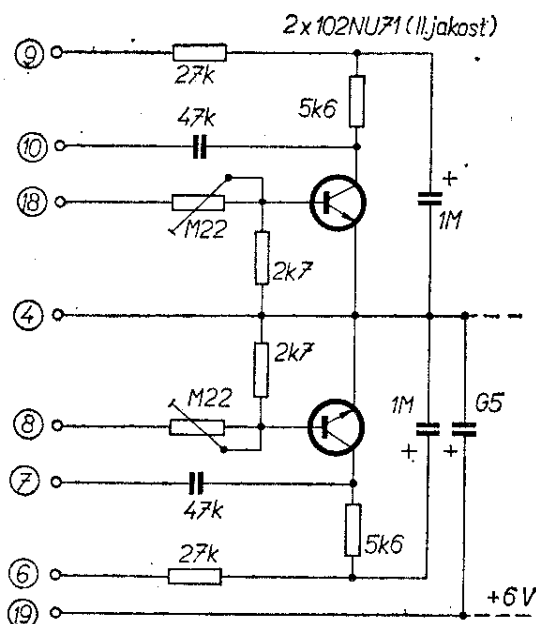 2x102NU71 (II.jakost)
9
27k
5k6
47k
10
+
18
M22
1M
2k7
4
2k7
M22
1M
G5
8
+
+
7
47k
5k6
27k
6
+6V
19